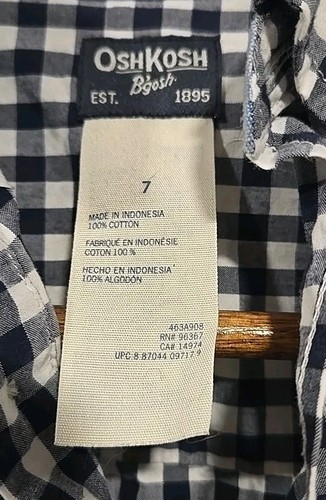 OSHKOSH
B'gosh
EST. 1895
7
MADE IN INDONESIA
100% COTTON
FABRIQUÉ EN INDONÉSIE
COTON 100 %
HECHO EN INDONESIA
100% ALGODÓN
463A908
RN# 96367
CA# 14974
UPC 8 87044 09717 9